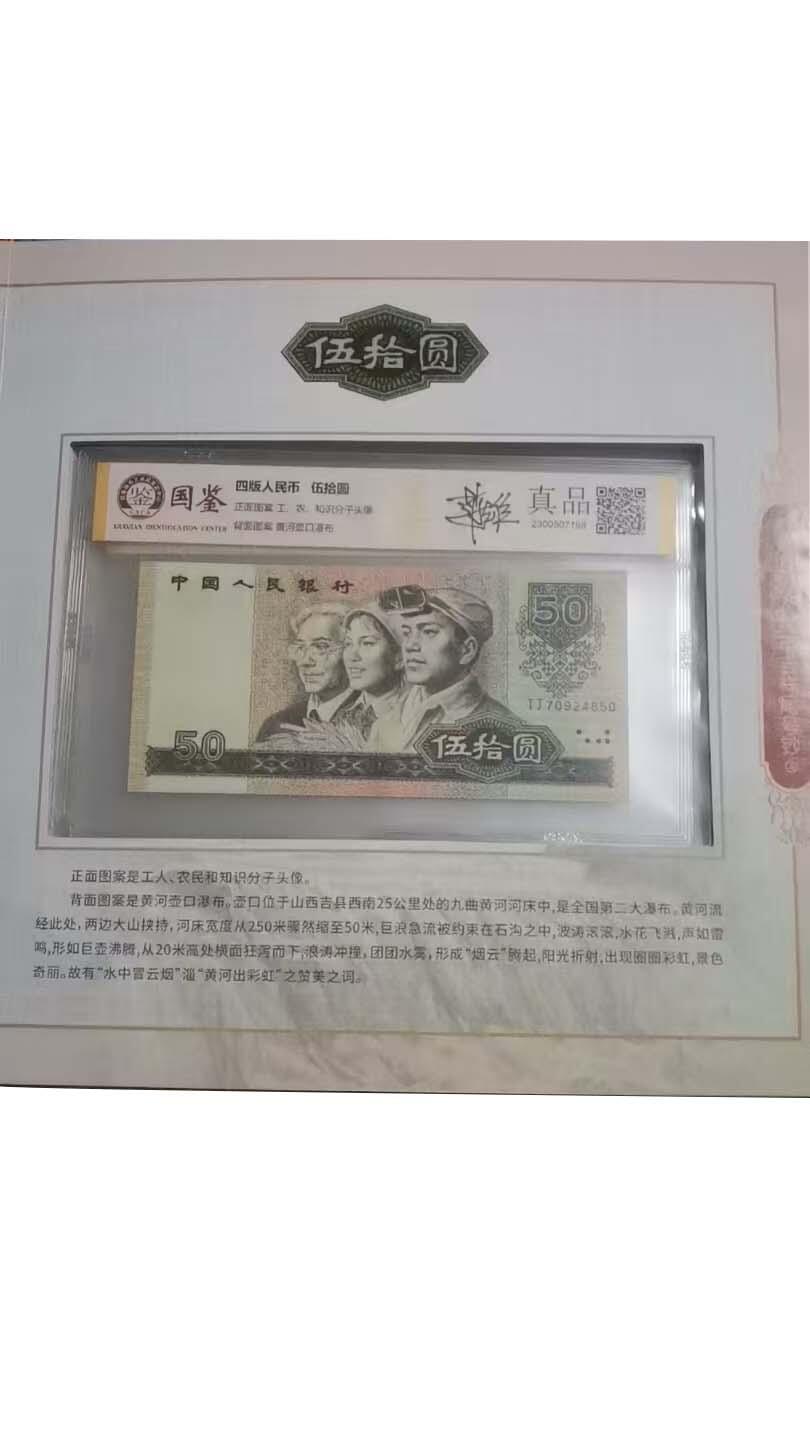 伍拾圆
国鉴
GUOJIAN IDENTIFICATION CENTER
四版人民币 伍拾圆
正面图案 工、农、知识分子头像
背面图案 黄河壶口瀑布
真品
中国人民银行
50
IJ70924850
50
伍拾圆
正面图案是工人、农民和知识分子头像。
背面图案是黄河壶口瀑布。壶口位于山西吉县西南25公里处的九曲黄河河床中,是全国第二大瀑布。黄河流
经此处,两边大山挟持,河床宽度从250米骤然缩至50米,巨浪急流被约束在石沟之中,波涛滚滚,水花飞溅,声如雷
鸣,形如巨壶沸腾,从20米高处横面狂泻而下,浪涛冲撞,团团水雾,形成“烟云”腾起,阳光折射,出现圈圈彩虹,景色
奇丽。故有“水中冒云烟”溜“黄河出彩虹”之赞美之词。